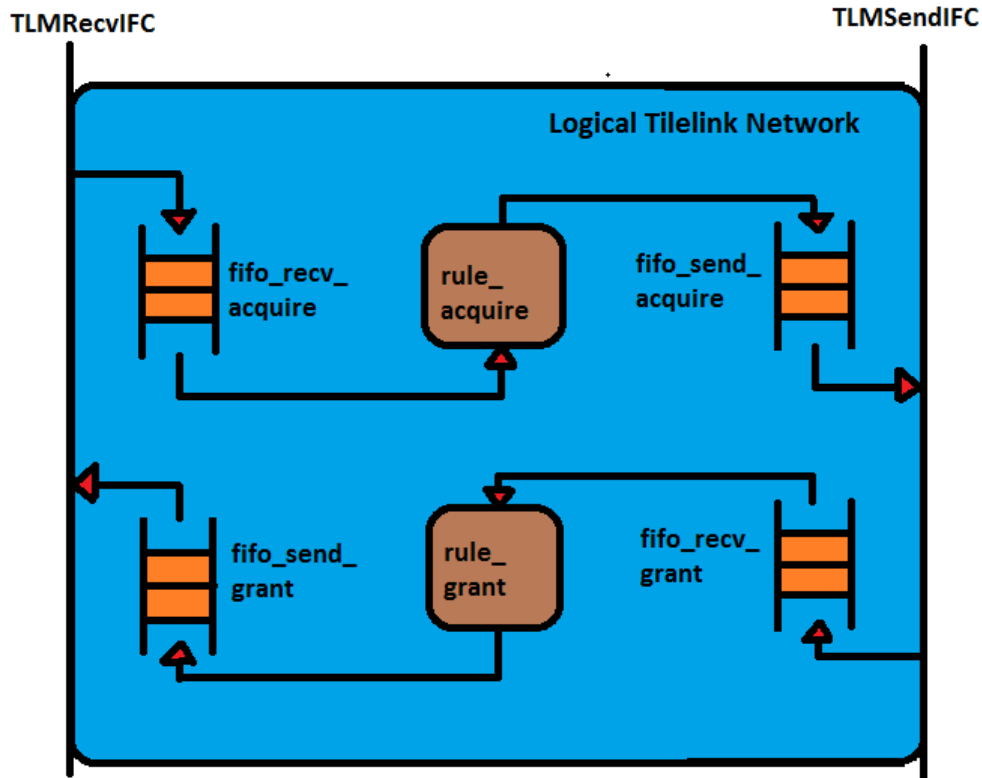 TLMRecvIFC
TLMSendIFC
Logical Tilelink Network
fifo_recv_
acquire
rule_
acquire
fifo_send_
acquire
fifo_send_
grant
rule_
grant
fifo_recv_
grant